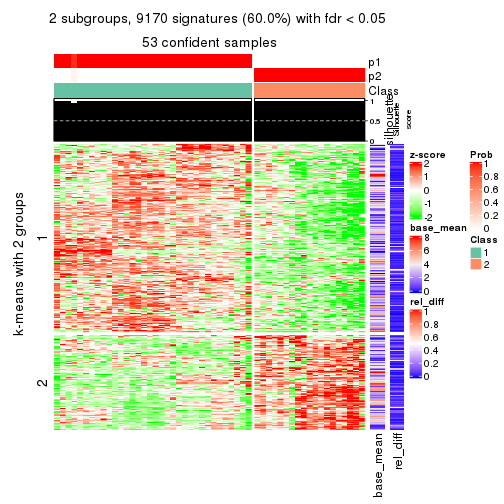 2 subgroups, 9170 signatures (60.0%) with fdr < 0.05
53 confident samples
p1
p2
Class
1
0.5
0
silhouette
Silhouette
score
k-means with 2 groups
1
2
z-score
2
1
0
-1
-2
base_mean
8
6
4
2
0
rel_diff
1
0.8
0.6
0.4
0.2
0
Prob
1
0.8
0.6
0.4
0.2
0
Class
1
2
base_mean
rel_diff